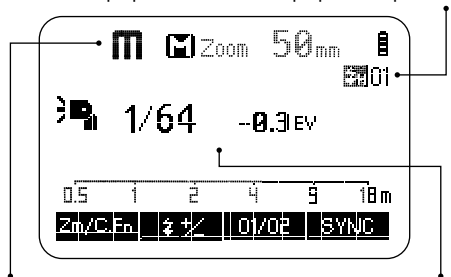 M M Zoom 50mm
01
1/64 --0.3EV
0.5 1 2 4 9 18m
Zm/C.Fn +/- 01/02 SYNC